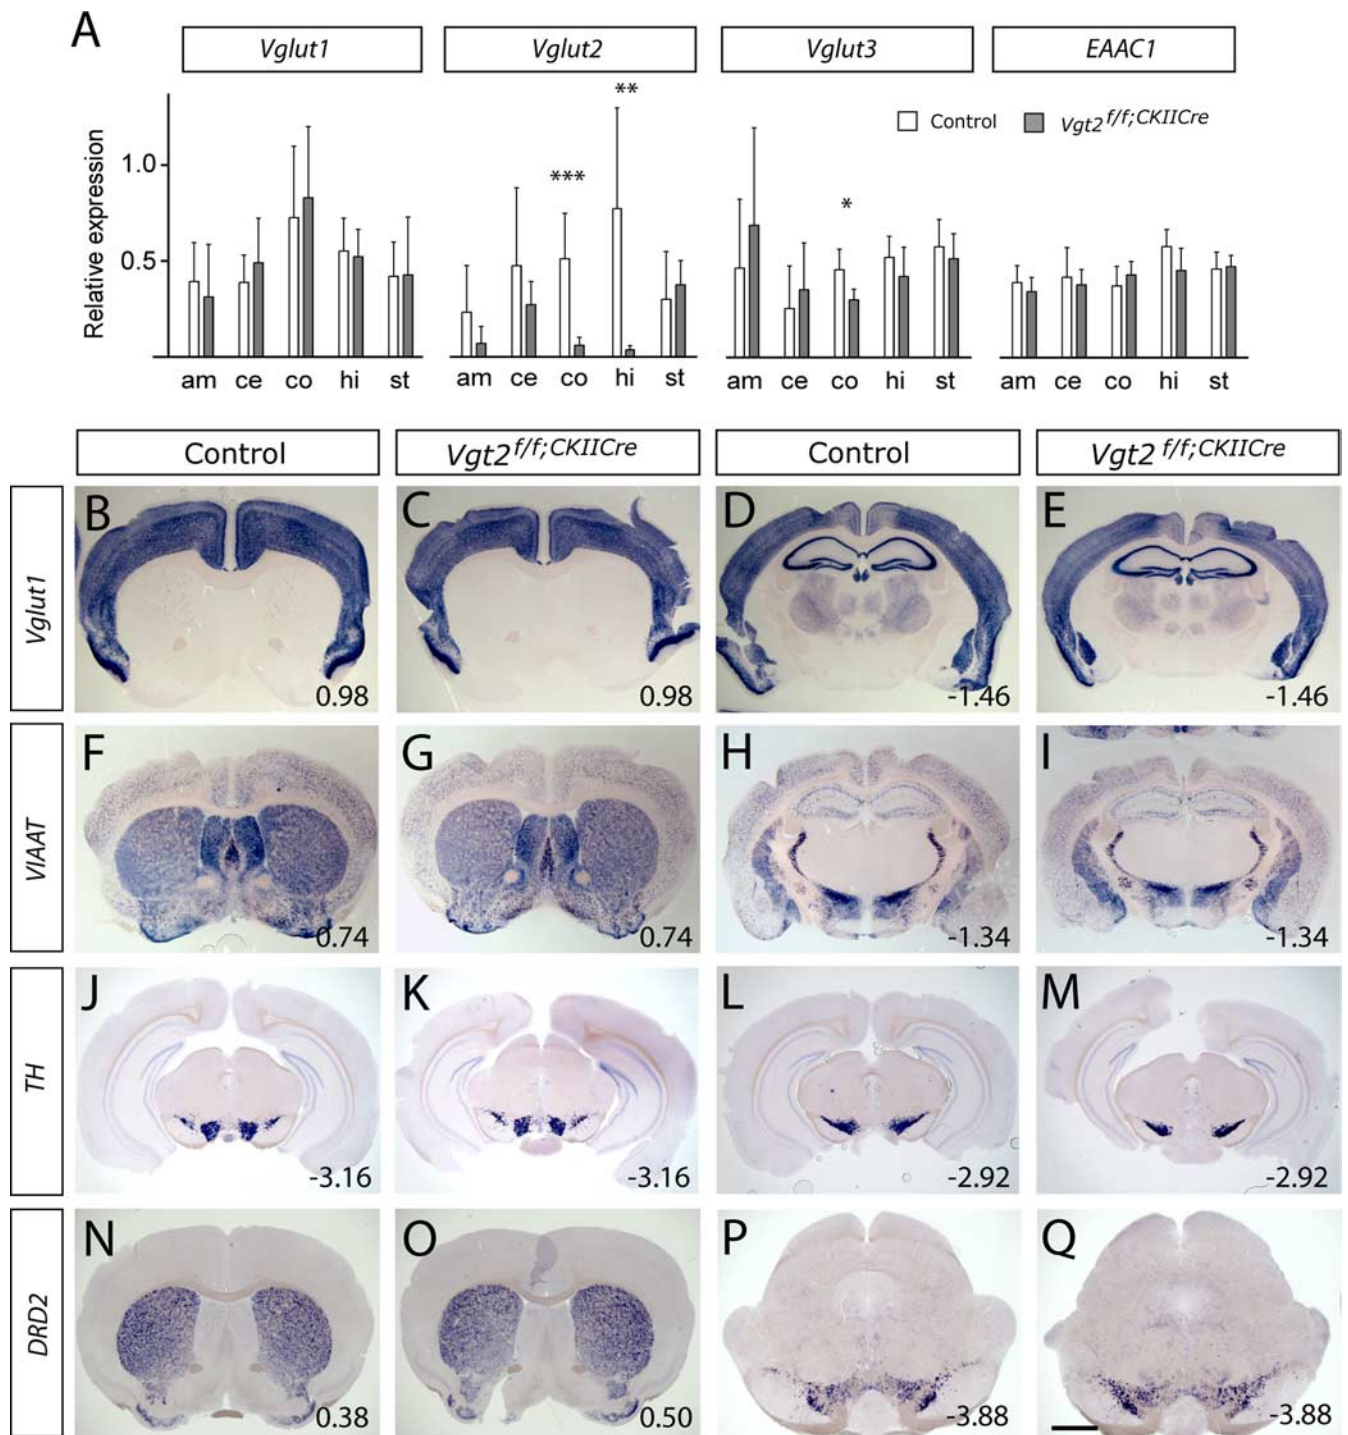 A
Vglut1 Vglut2 Vglut3 EAAC1
** 
*** 
* 
Control Vgt2 f/f;CKIICre
Relative expression
1.0
0.5
am ce co hi st am ce co hi st am ce co hi st am ce co hi st
Control Vgt2 f/f;CKIICre Control Vgt2 f/f;CKIICre
Vglut1
B C D E
0.98 0.98 -1.46 -1.46
VIAAT
F G H I
0.74 0.74 -1.34 -1.34
TH
J K L M
-3.16 -3.16 -2.92 -2.92
DRD2
N O P Q
0.38 0.50 -3.88 -3.88